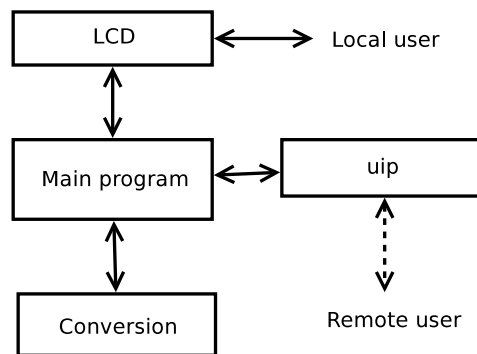 LCD
Local user
Main program
uip
Conversion
Remote user